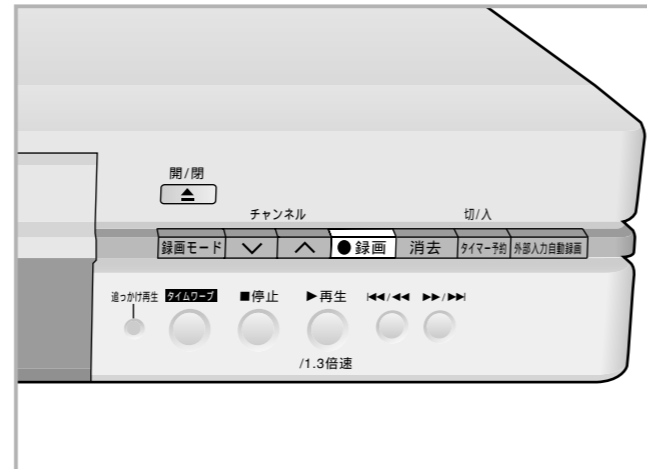 開/閉
チャンネル 切/入
録画モード ●録画 消去 タイマー予約 外部入力自動録画
追っかけ再生 タイムワープ ■停止 ▶再生 I◀◀/◀◀ ▶▶/▶▶I
/1.3倍速